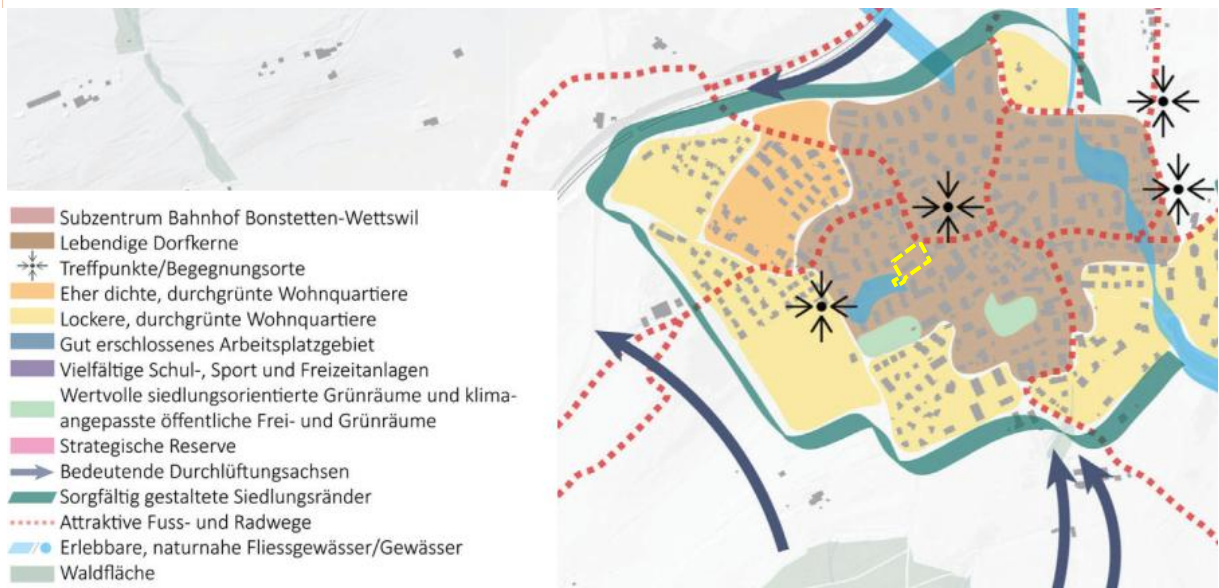 Subzentrum Bahnhof Bonstetten-Wettswil
Lebendige Dorfkerne
Treffpunkte/Begegnungsorte
Eher dichte, durchgrünte Wohnquartiere
Lockere, durchgrünte Wohnquartiere
Gut erschlossenes Arbeitsplatzgebiet
Vielfältige Schul-, Sport und Freizeitanlagen
Wertvolle siedlungsorientierte Grünräume und klima-
angepasste öffentliche Frei- und Grünräume
Strategische Reserve
Bedeutende Durchlüftungsachsen
Sorgfältig gestaltete Siedlungsränder
Attraktive Fuss- und Radwege
Erlebbare, naturnahe Fliessgewässer/Gewässer
Waldfläche